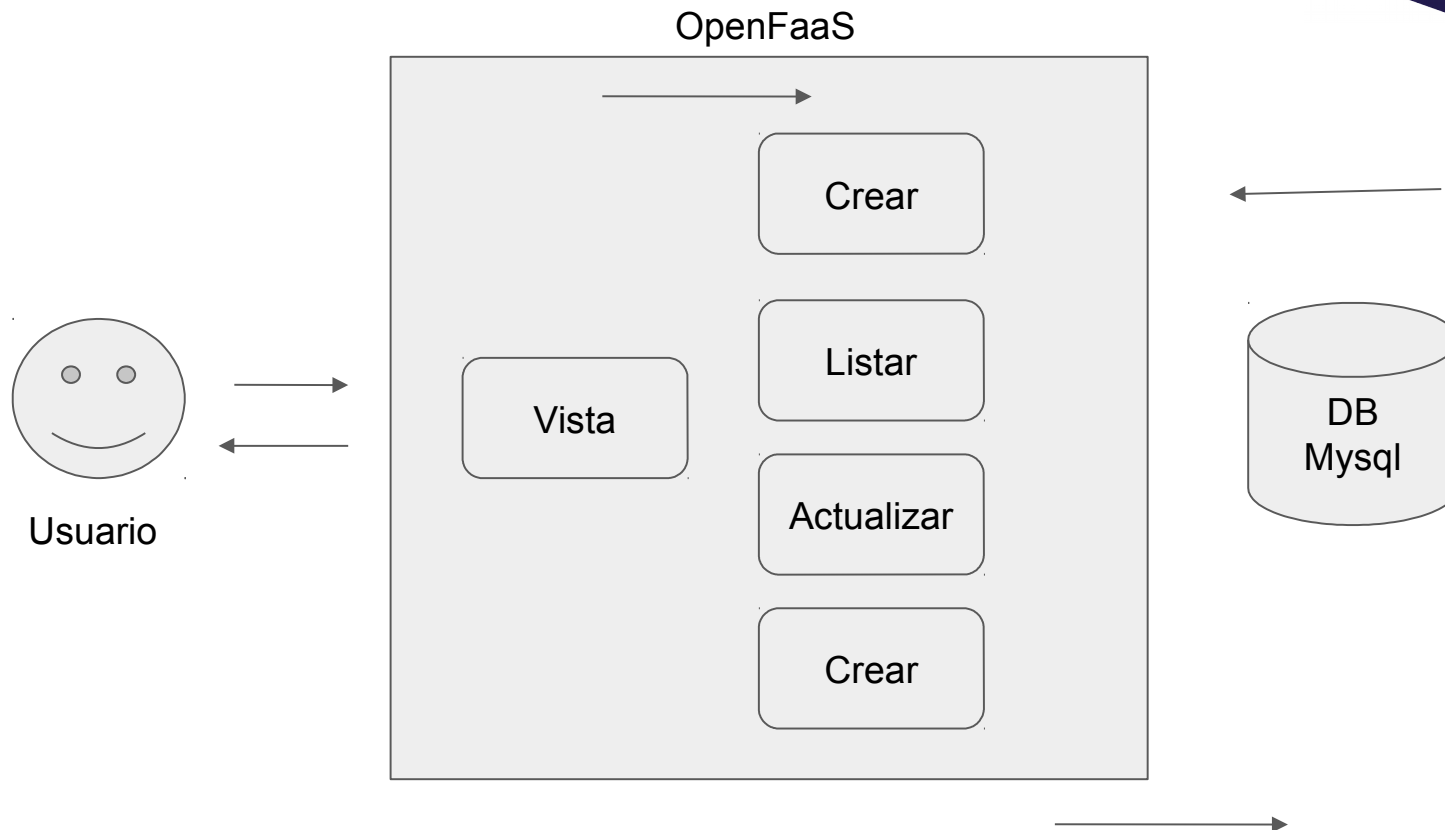 OpenFaaS
Crear
Listar
Vista
Actualizar
Crear
Usuario
DB
Mysql